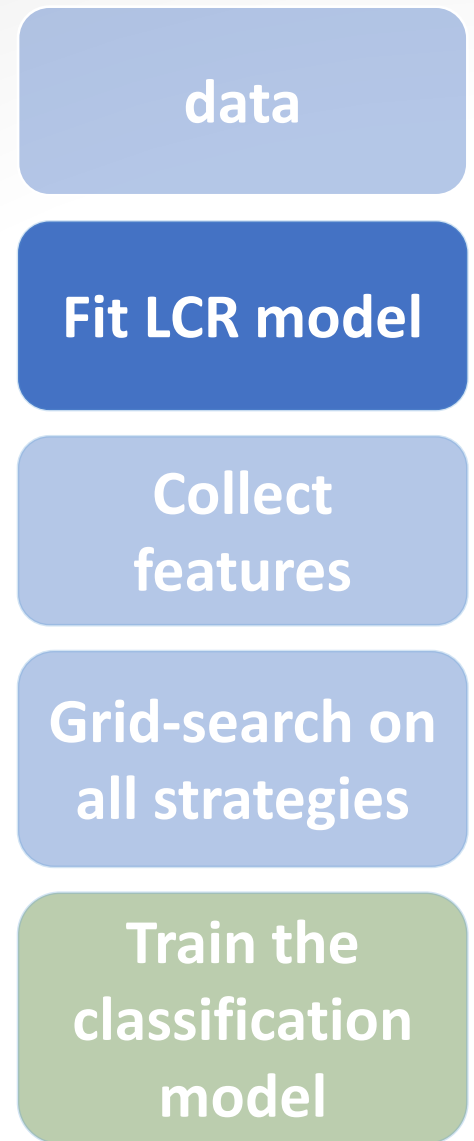 data
Fit LCR model
Collect
features
Grid-search on
all strategies
Train the
classification
model